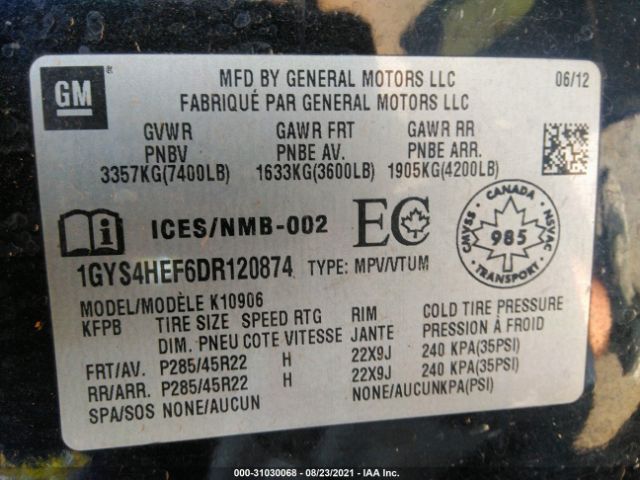 GM
MFD BY GENERAL MOTORS LLC 06/12
FABRIQUÉ PAR GENERAL MOTORS LLC
GVWR GAWR FRT GAWR RR
PNBV PNBE AV. PNBE ARR.
3357KG(7400LB) 1633KG(3600LB) 1905KG(4200LB)
ICES/NMB-002 EC
CANADA
CMVSS 985 NSVAC
TRANSPORT
1GYS4HEF6DR120874 TYPE: MPV/VTUM
MODEL/MODÈLE K10906
KFPB TIRE SIZE SPEED RTG RIM COLD TIRE PRESSURE
DIM. PNEU COTE VITESSE JANTE PRESSION À FROID
FRT/AV. P285/45R22 H 22X9J 240 KPA(35PSI)
RR/ARR. P285/45R22 H 22X9J 240 KPA(35PSI)
SPA/SOS NONE/AUCUN NONE/AUCUNKPA(PSI)
000-31030068 - 08/23/2021 - IAA Inc.